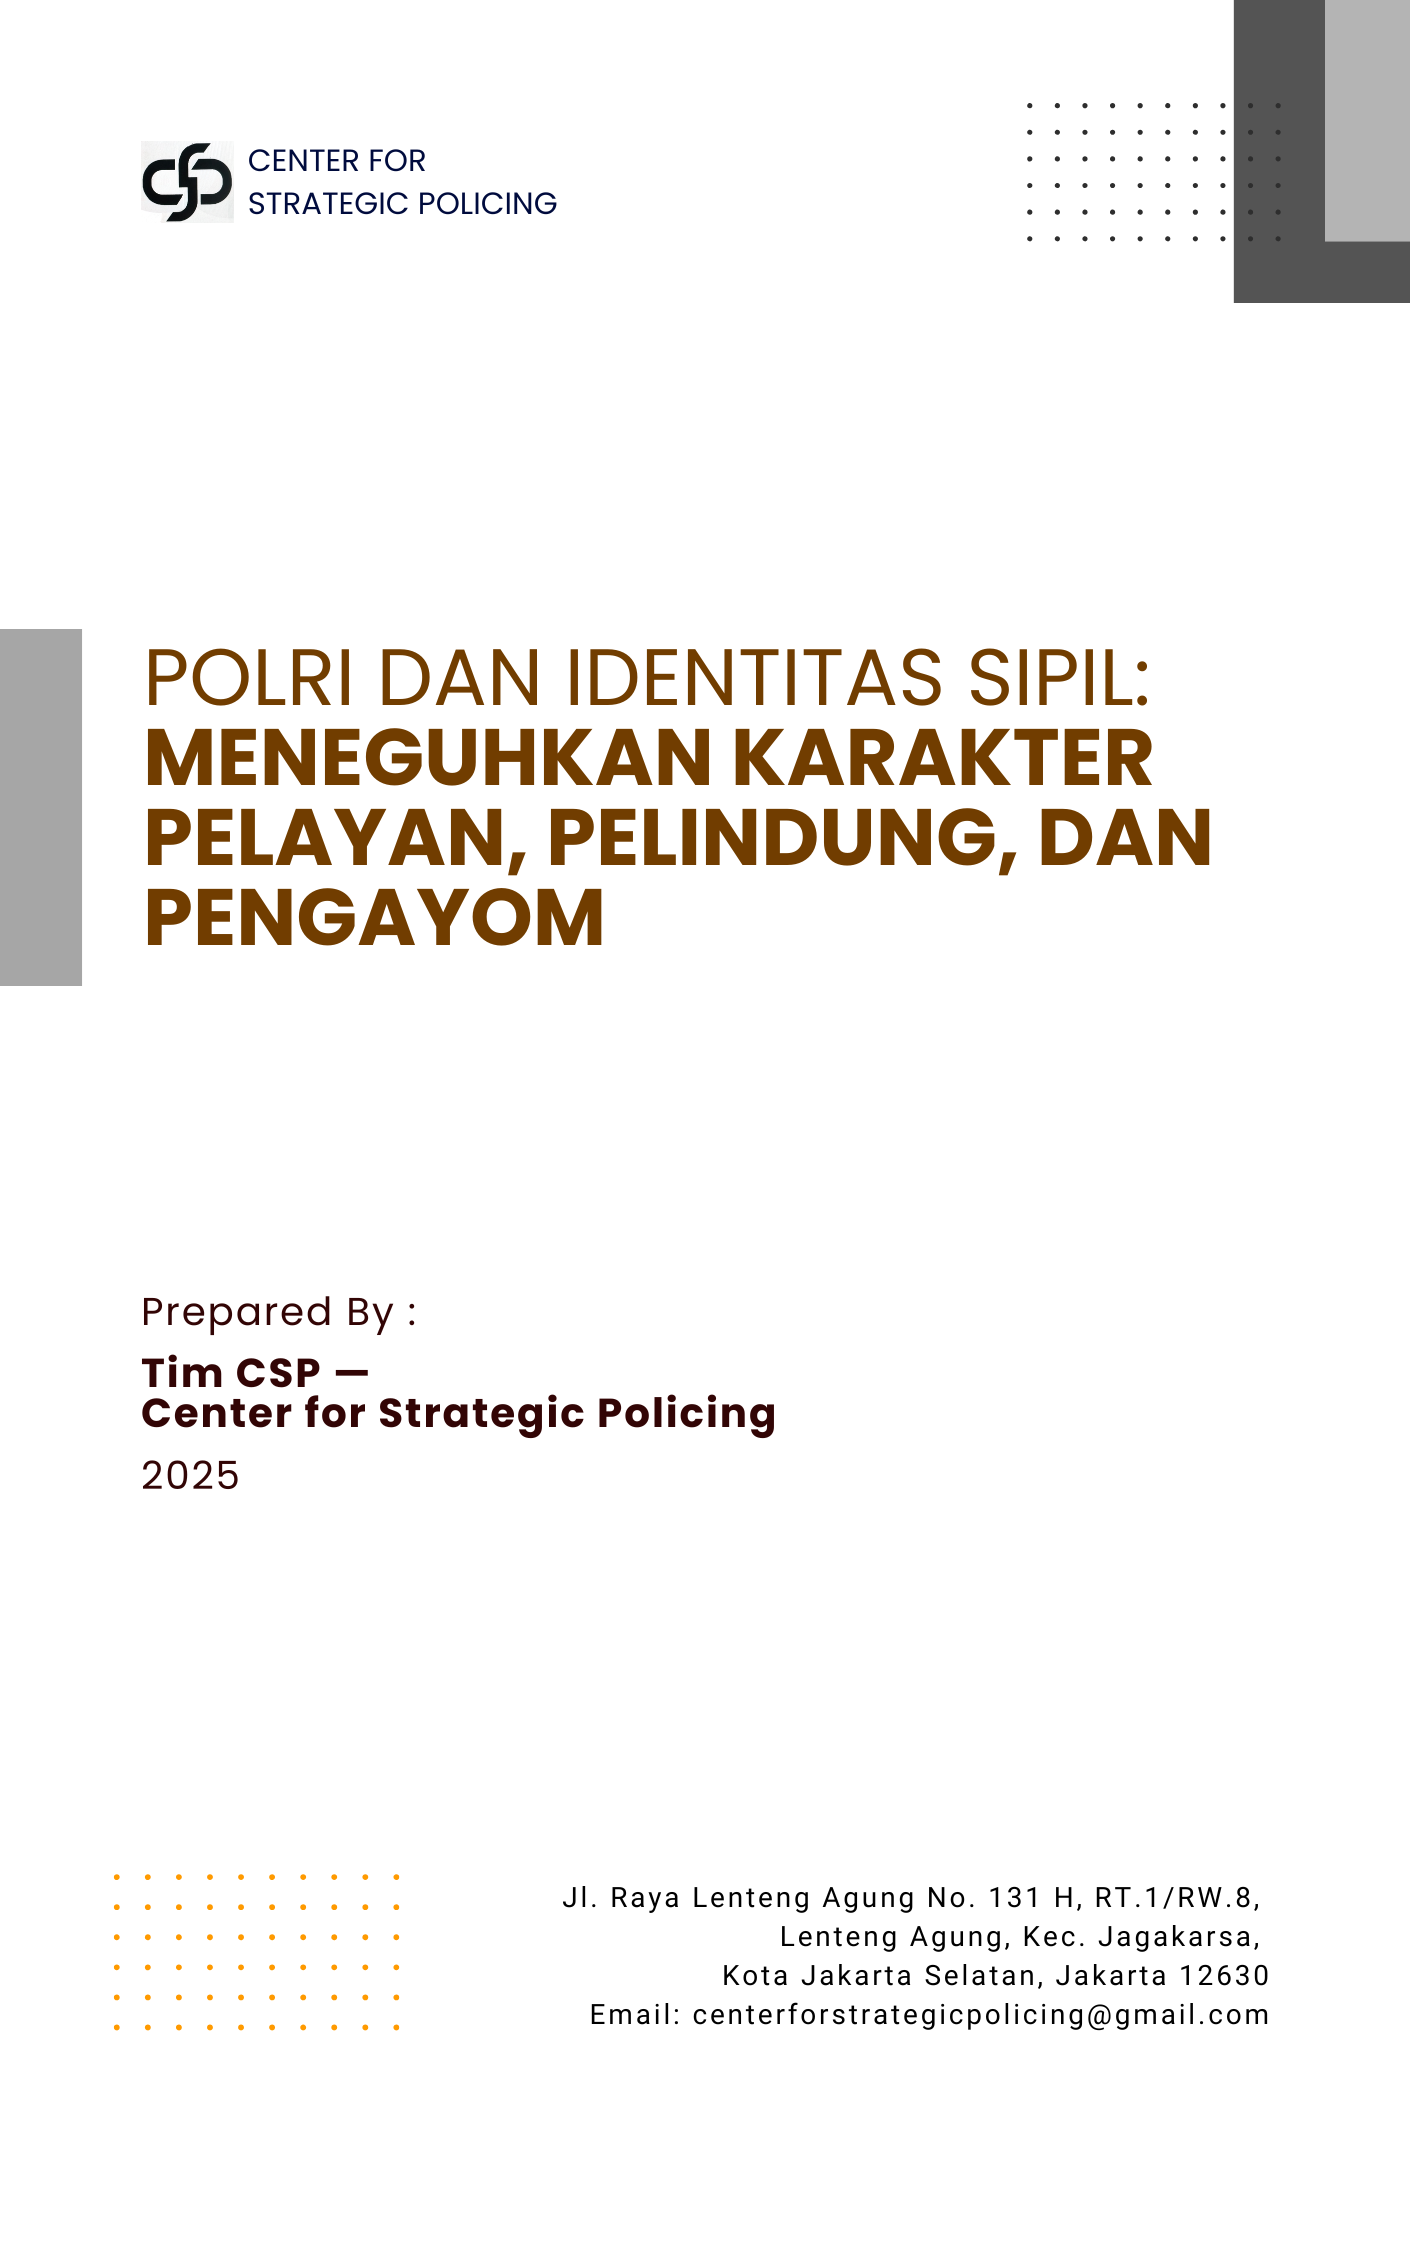 CENTER FOR
STRATEGIC POLICING
POLRI DAN IDENTITAS SIPIL:
MENEGUHKAN KARAKTER
PELAYAN, PELINDUNG, DAN
PENGAYOM
Prepared By :
Tim CSP —
Center for Strategic Policing
2025
Jl. Raya Lenteng Agung No. 131 H, RT.1/RW.8,
Lenteng Agung, Kec. Jagakarsa,
Kota Jakarta Selatan, Jakarta 12630
Email: centerforstrategicpolicing@gmail.com